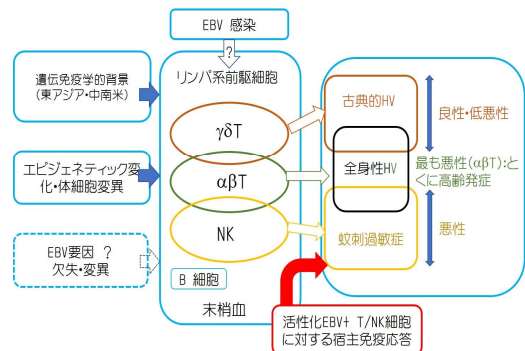 EBV 感染
?
遺伝免疫学的背景
(東アジア・中南米)
リンパ系前駆細胞
古典的HV
良性・低悪性
γδT
エピジェネティック変
化・体細胞変異
αβT
全身性HV
最も悪性(αβT):と
くに高齢発症
NK
蚊刺過敏症
悪性
EBV要因 ?
欠失・変異
B 細胞
末梢血
活性化EBV+ T/NK細胞
に対する宿主免疫応答